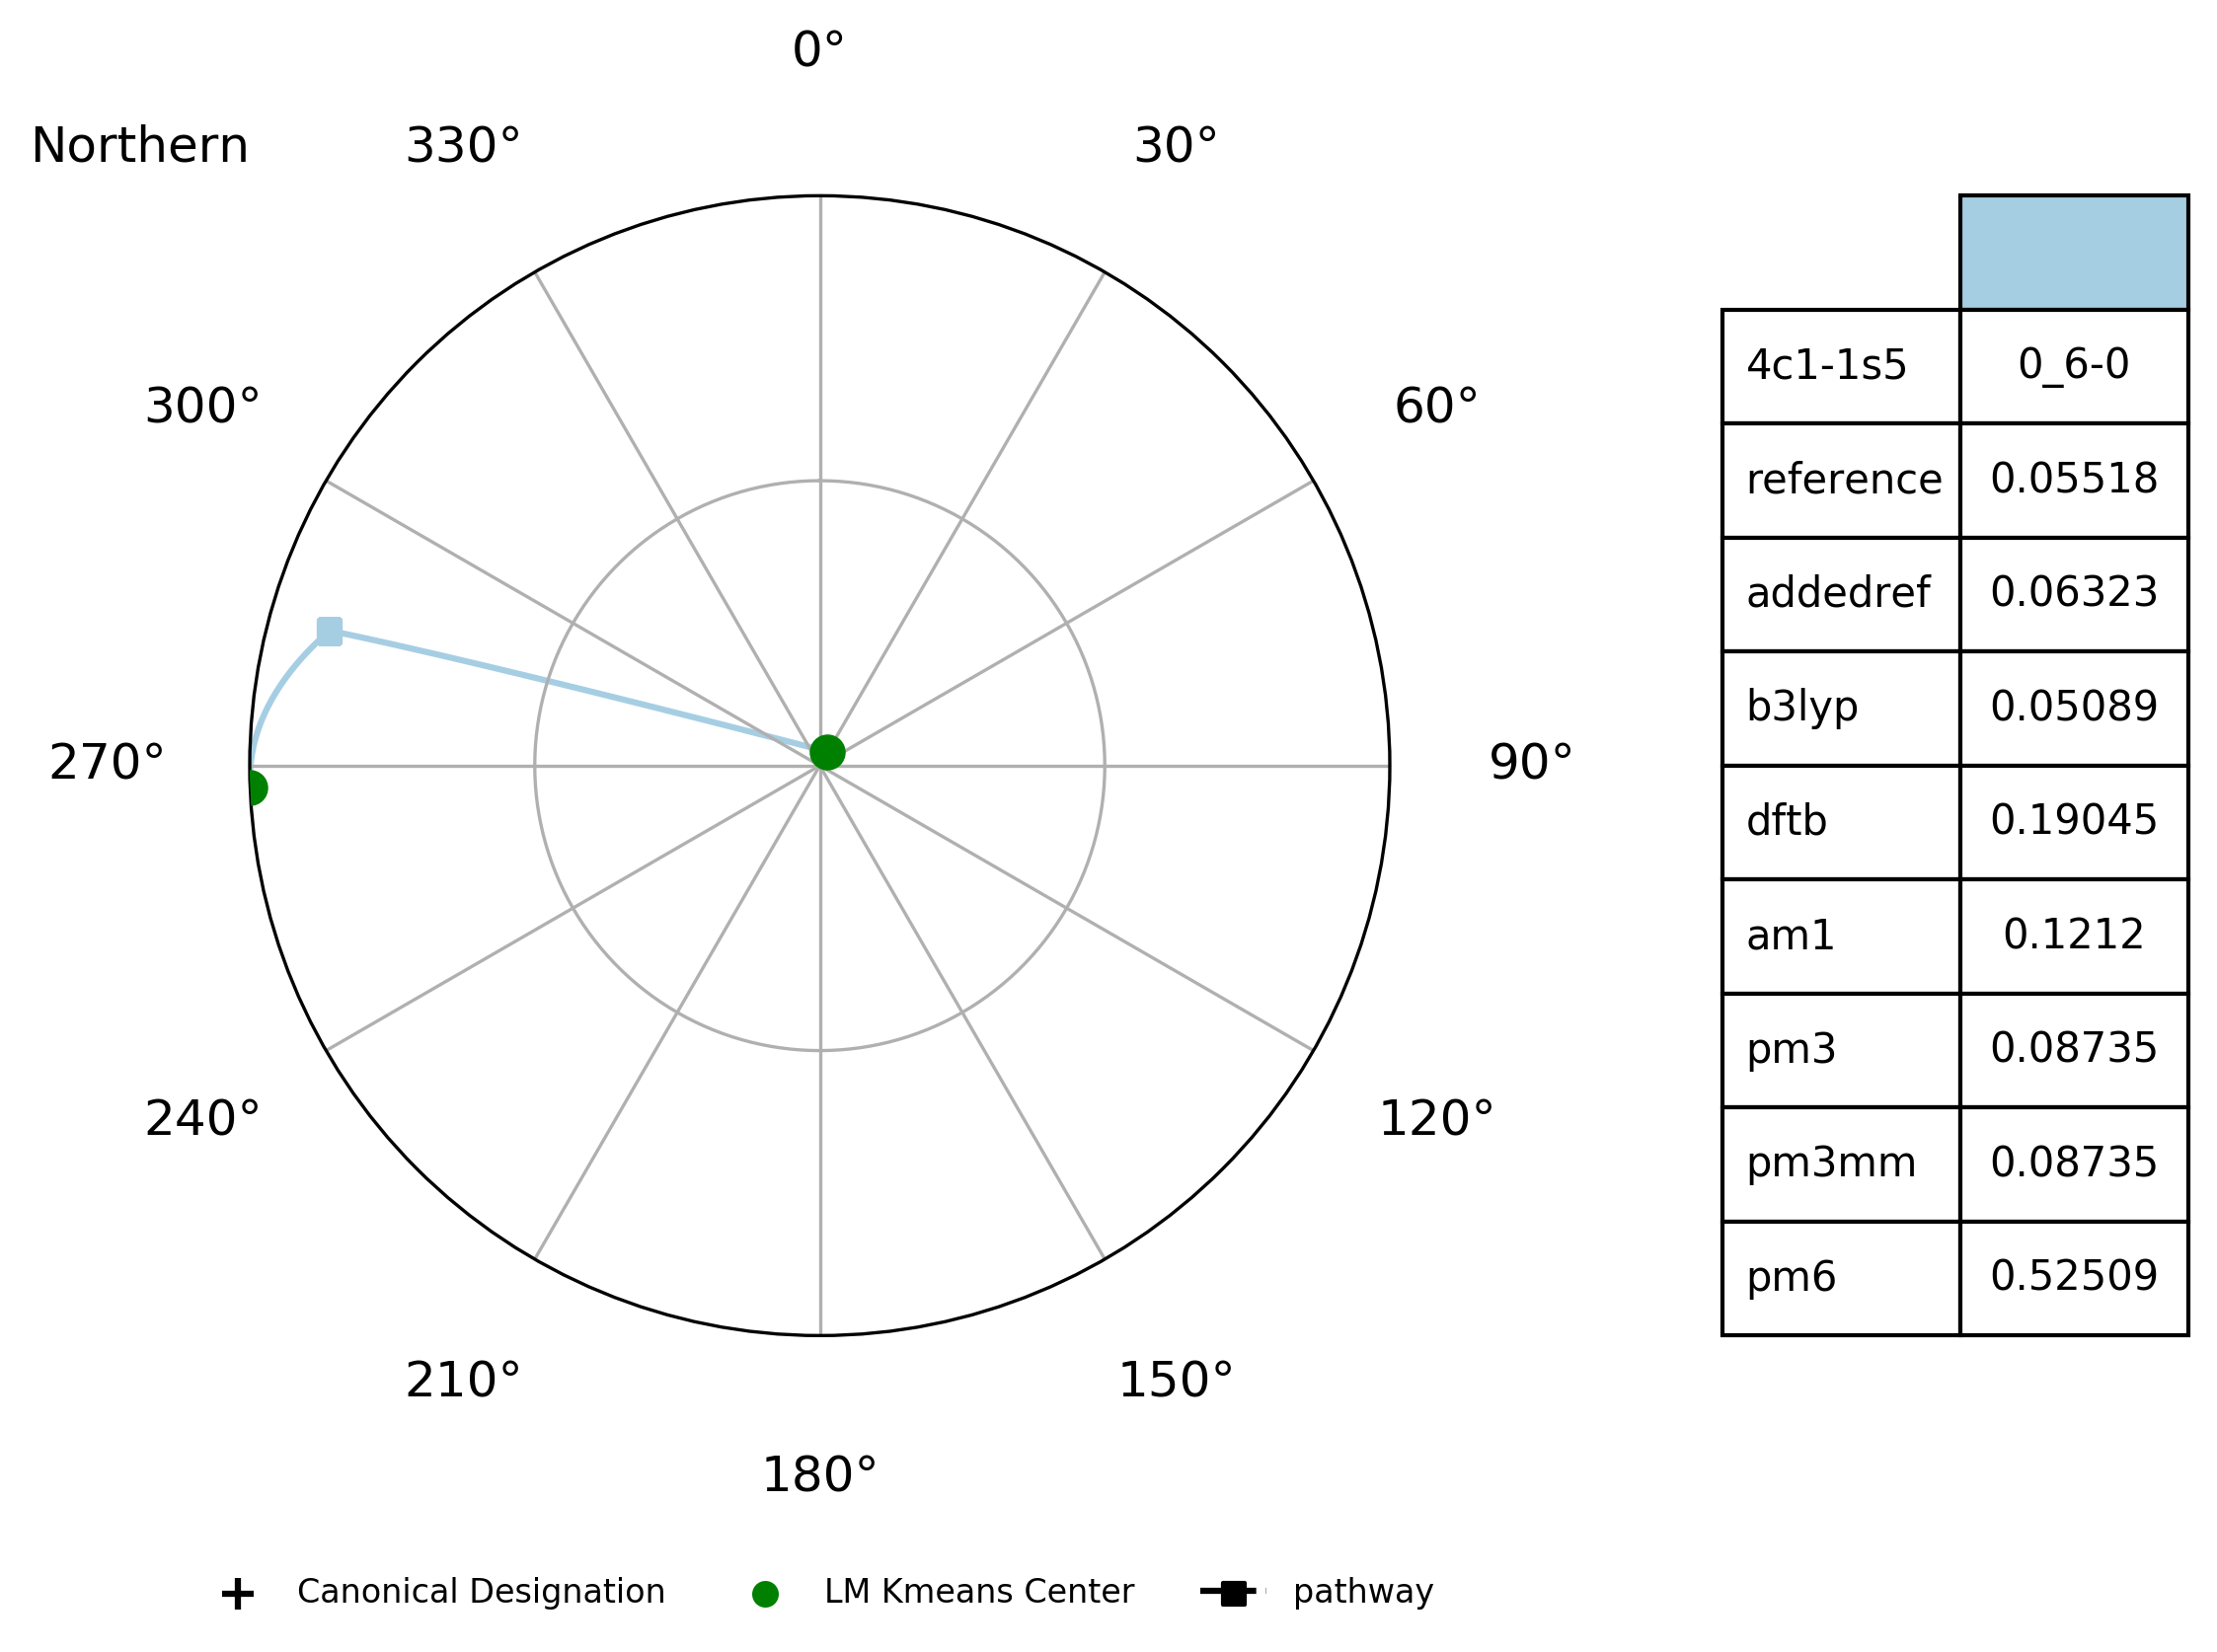 0°
Northern
330°
30°
300°
60°
270°
90°
240°
120°
210°
150°
180°
4c1-1s5 0_6-0
reference 0.05518
addedref 0.06323
b3lyp 0.05089
dftb 0.19045
am1 0.1212
pm3 0.08735
pm3mm 0.08735
pm6 0.52509
Canonical Designation LM Kmeans Center pathway